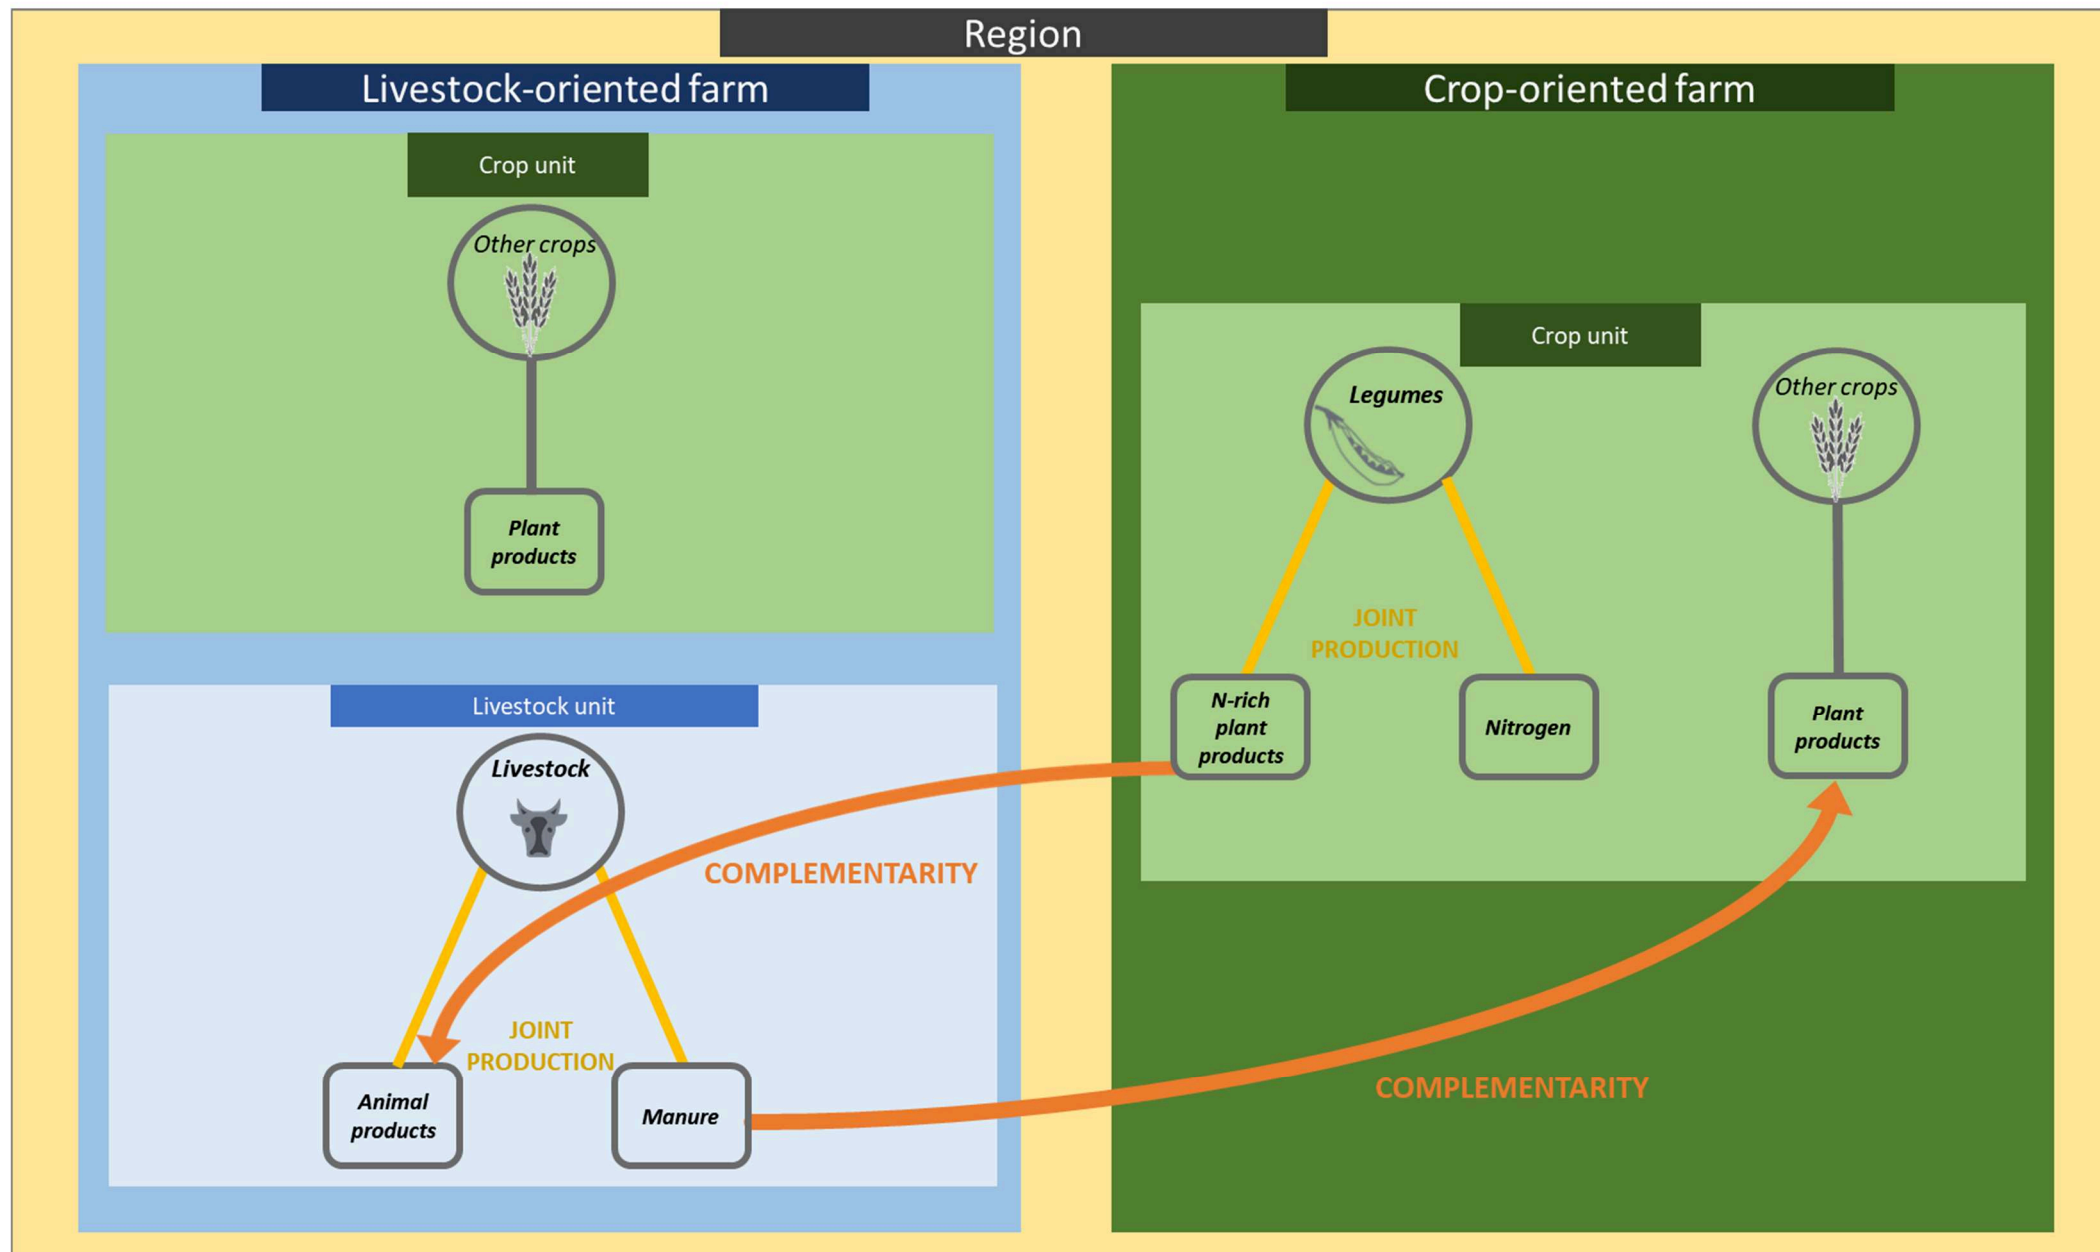 Region
Livestock-oriented farm
Crop unit
Other crops
Plant
products
Livestock unit
Livestock
JOINT
PRODUCTION
Animal
products
Manure
COMPLEMENTARITY
Crop-oriented farm
Crop unit
Legumes
Other crops
JOINT
PRODUCTION
N-rich
plant
products
Nitrogen
Plant
products
COMPLEMENTARITY